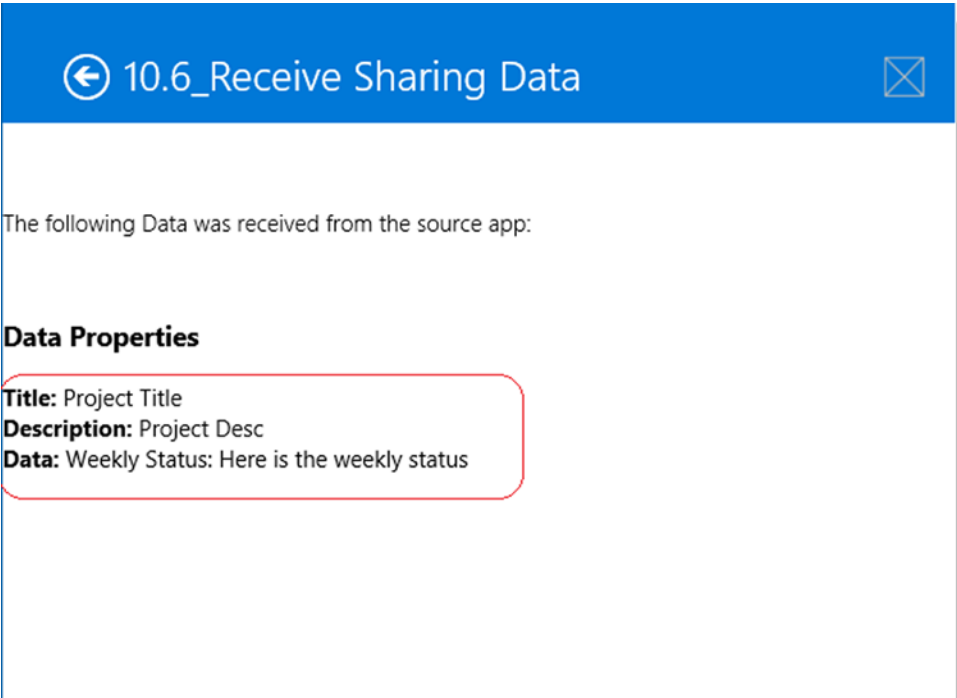 10.6_Receive Sharing Data
The following Data was received from the source app:
Data Properties
Title: Project Title
Description: Project Desc
Data: Weekly Status: Here is the weekly status